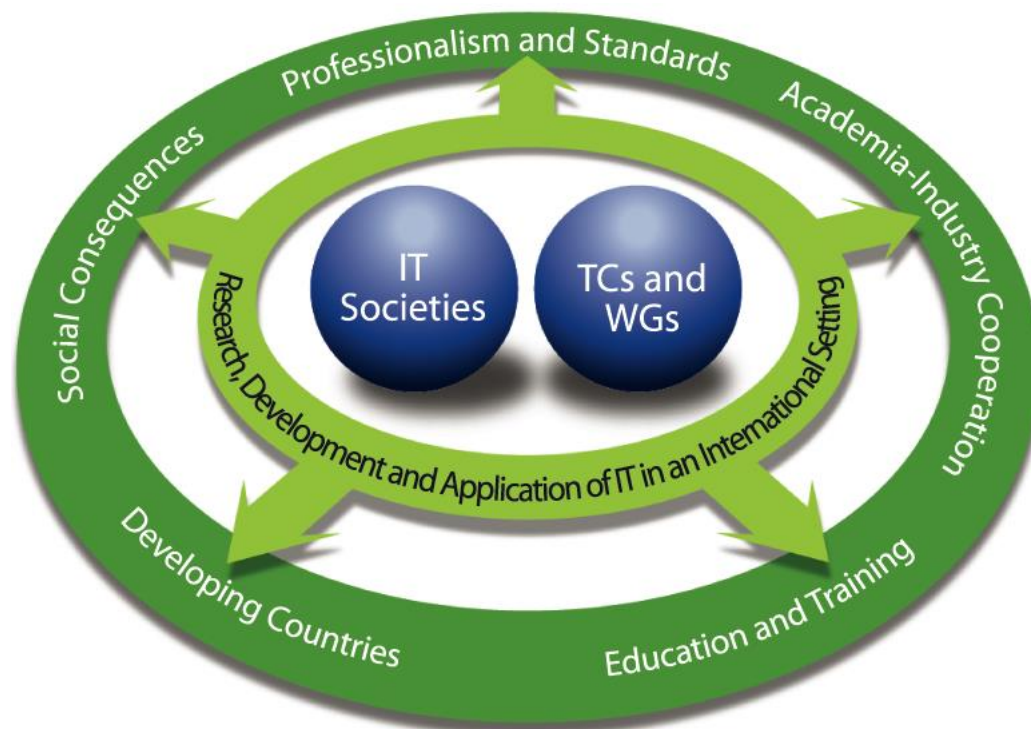 Professionalism and Standards
Academia-Industry Cooperation
Social Consequences
IT
Societies
TCs and
WGs
Research, Development and Application of IT in an International Setting
Developing Countries
Education and Training